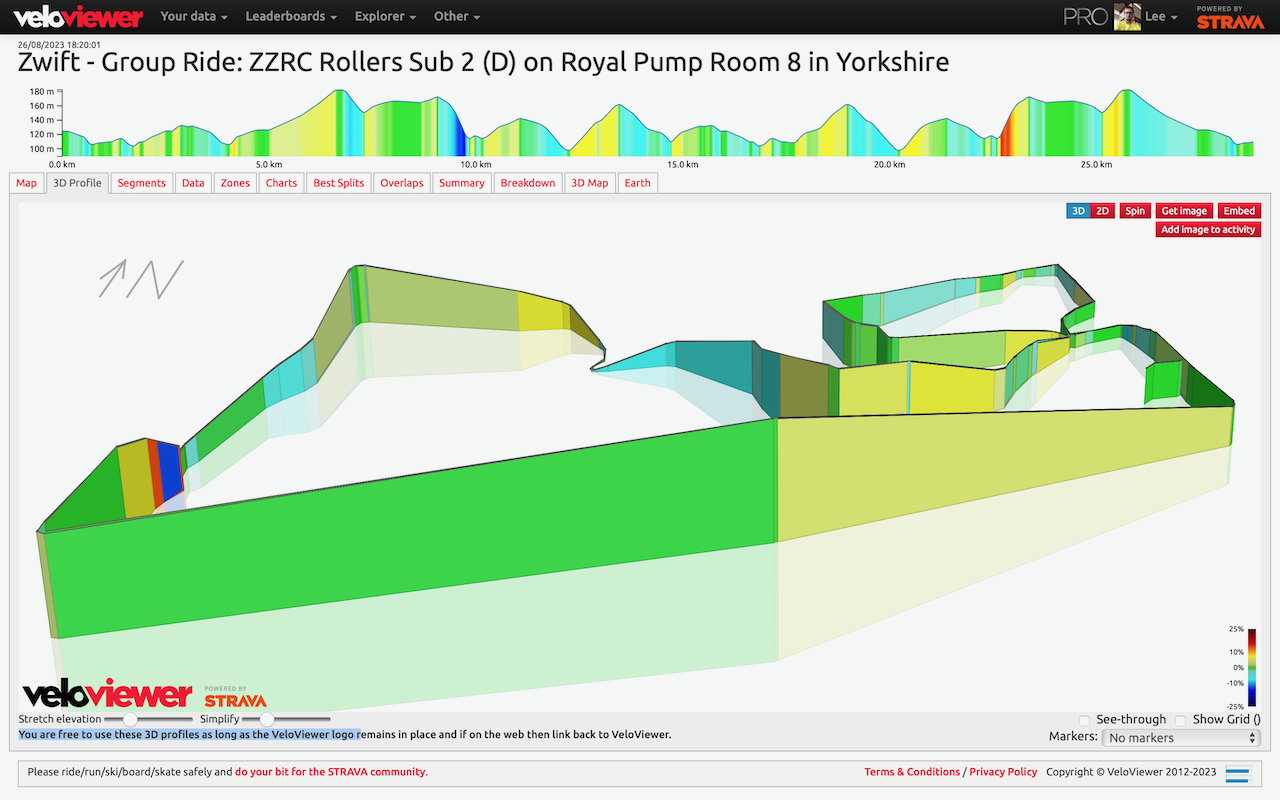 veloviewer Your data Leaderboards Explorer Other PRO Lee POWERED BY STRAVA
26/08/2023 18:20:01
Zwift - Group Ride: ZZRC Rollers Sub 2 (D) on Royal Pump Room 8 in Yorkshire
180 m
160 m
140 m
120 m
100 m
0.0 km 5.0 km 10.0 km 15.0 km 20.0 km 25.0 km
Map 3D Profile Segments Data Zones Charts Best Splits Overlaps Summary Breakdown 3D Map Earth
3D 2D Spin Get image Embed
Add image to activity
N
25%
10%
0%
-10%
-25%
veloviewer POWERED BY STRAVA
Stretch elevation Simplify See-through Show Grid ()
You are free to use these 3D profiles as long as the VeloViewer logo remains in place and if on the web then link back to VeloViewer.
Markers: No markers
Please ride/run/ski/board/skate safely and do your bit for the STRAVA community.
Terms & Conditions / Privacy Policy Copyright © VeloViewer 2012-2023